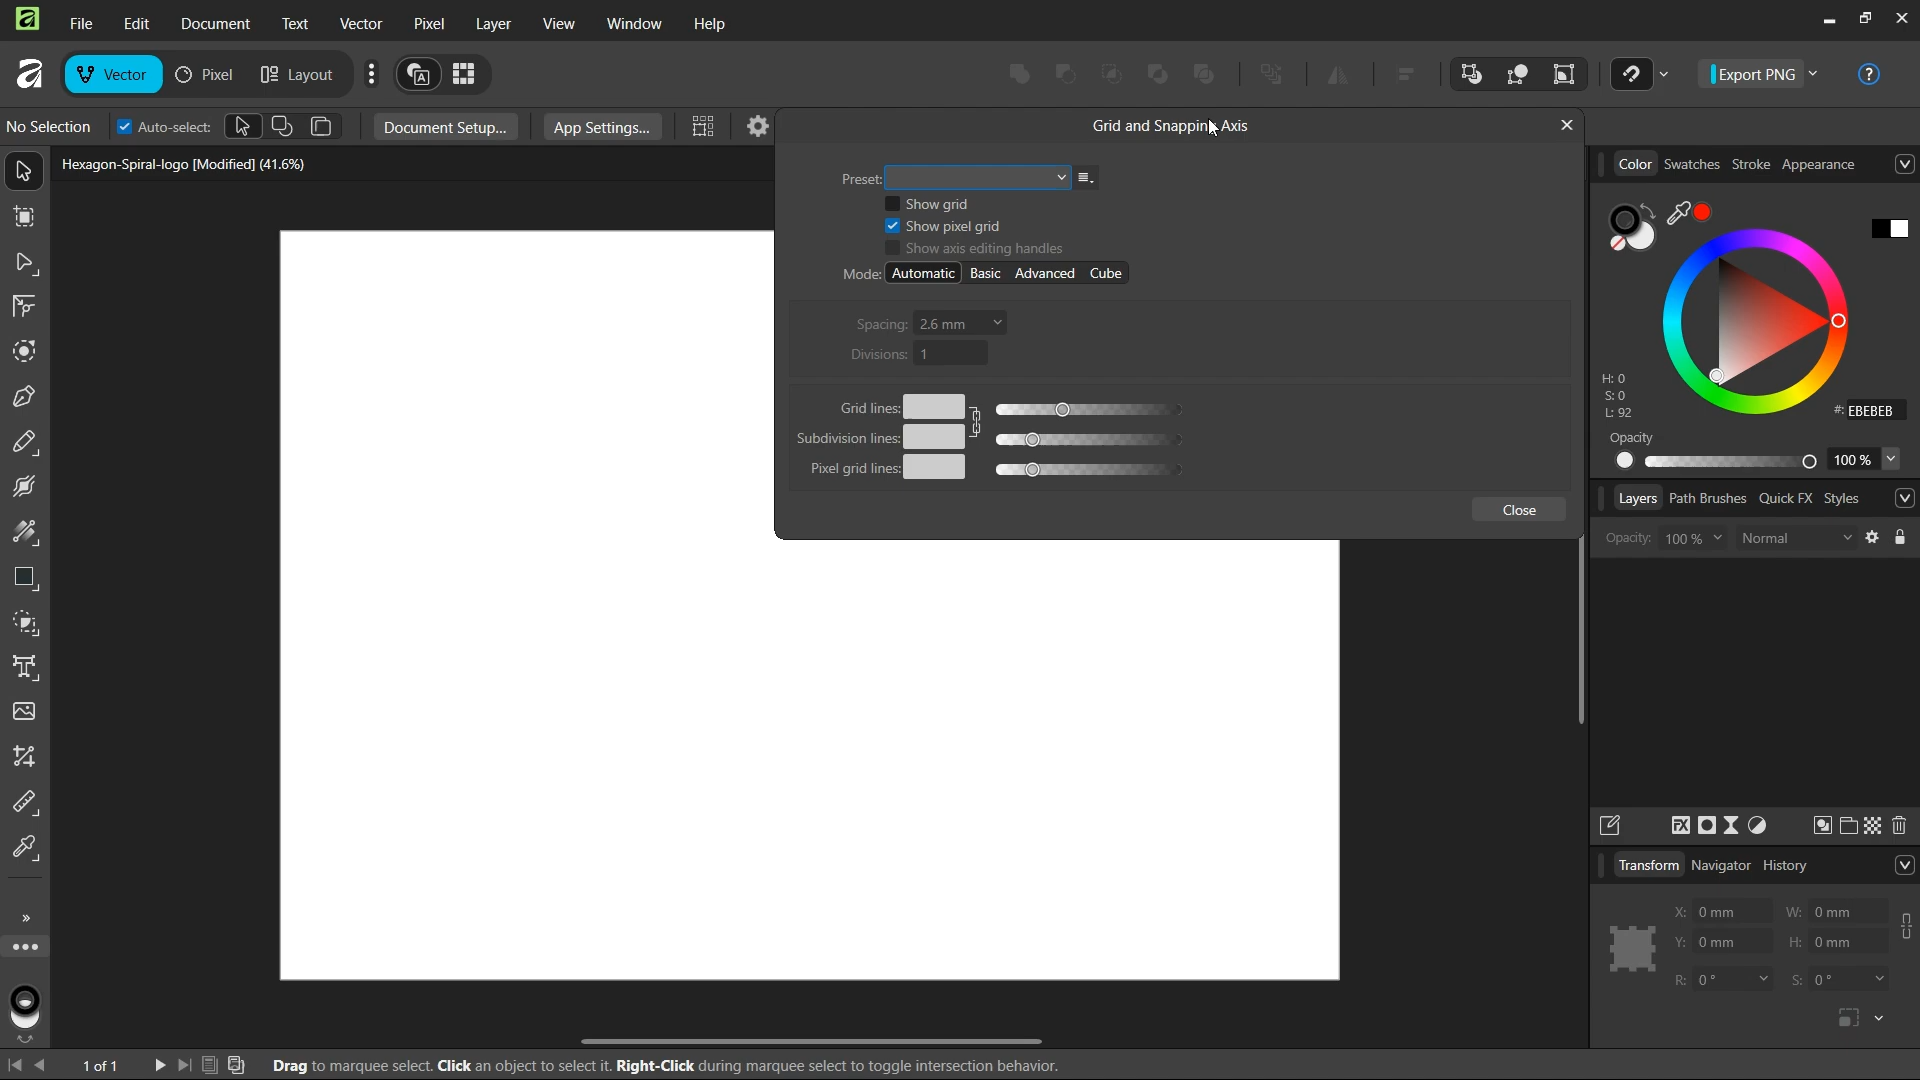 File Edit Document Text Vector Pixel Layer View Window Help
Vector Pixel Layout Export PNG ?
No Selection Auto-select: Document Setup... App Settings...
Grid and Snapping Axis
Hexagon-Spiral-logo [Modified] (41.6%)
Color Swatches Stroke Appearance
Preset:
Show grid
Show pixel grid
Show axis editing handles
Mode: Automatic Basic Advanced Cube
Spacing: 2.6 mm
Divisions: 1
Grid lines:
Subdivision lines:
Pixel grid lines:
Close
H: 0
S: 0
L: 92
#: EBEBEB
Opacity
100 %
Layers Path Brushes Quick FX Styles
Opacity: 100 % Normal
FX
Transform Navigator History
X: 0 mm W: 0 mm
Y: 0 mm H: 0 mm
R: 0 ° S: 0 °
1 of 1 Drag to marquee select. Click an object to select it. Right-Click during marquee select to toggle intersection behavior.